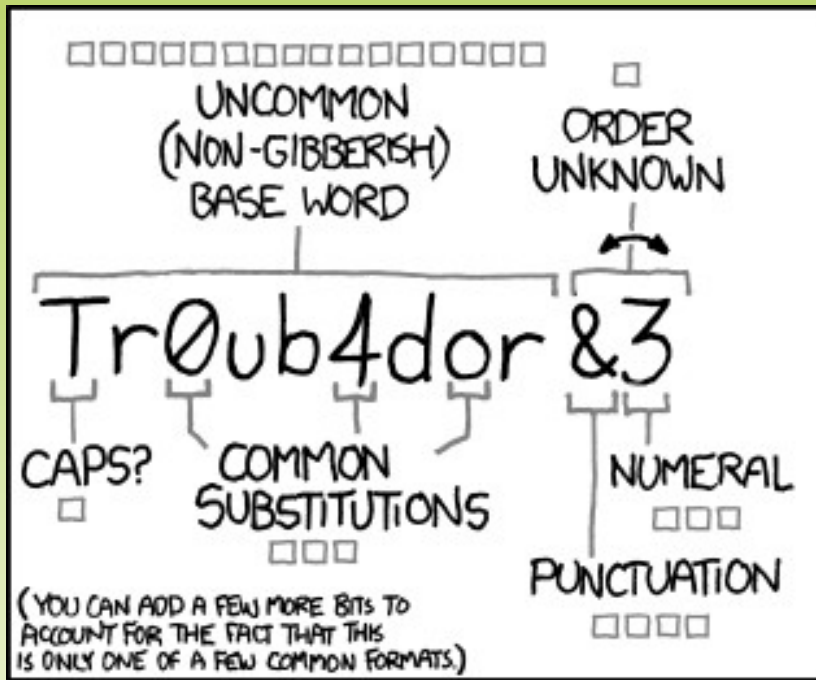 UNCOMMON
(NON-GIBBERISH)
BASE WORD
ORDER
UNKNOWN
Tr0ub4dor &3
CAPS?
COMMON
SUBSTITUTIONS
NUMERAL
PUNCTUATION
(YOU CAN ADD A FEW MORE BITS TO
ACCOUNT FOR THE FACT THAT THIS
IS ONLY ONE OF A FEW COMMON FORMATS.)